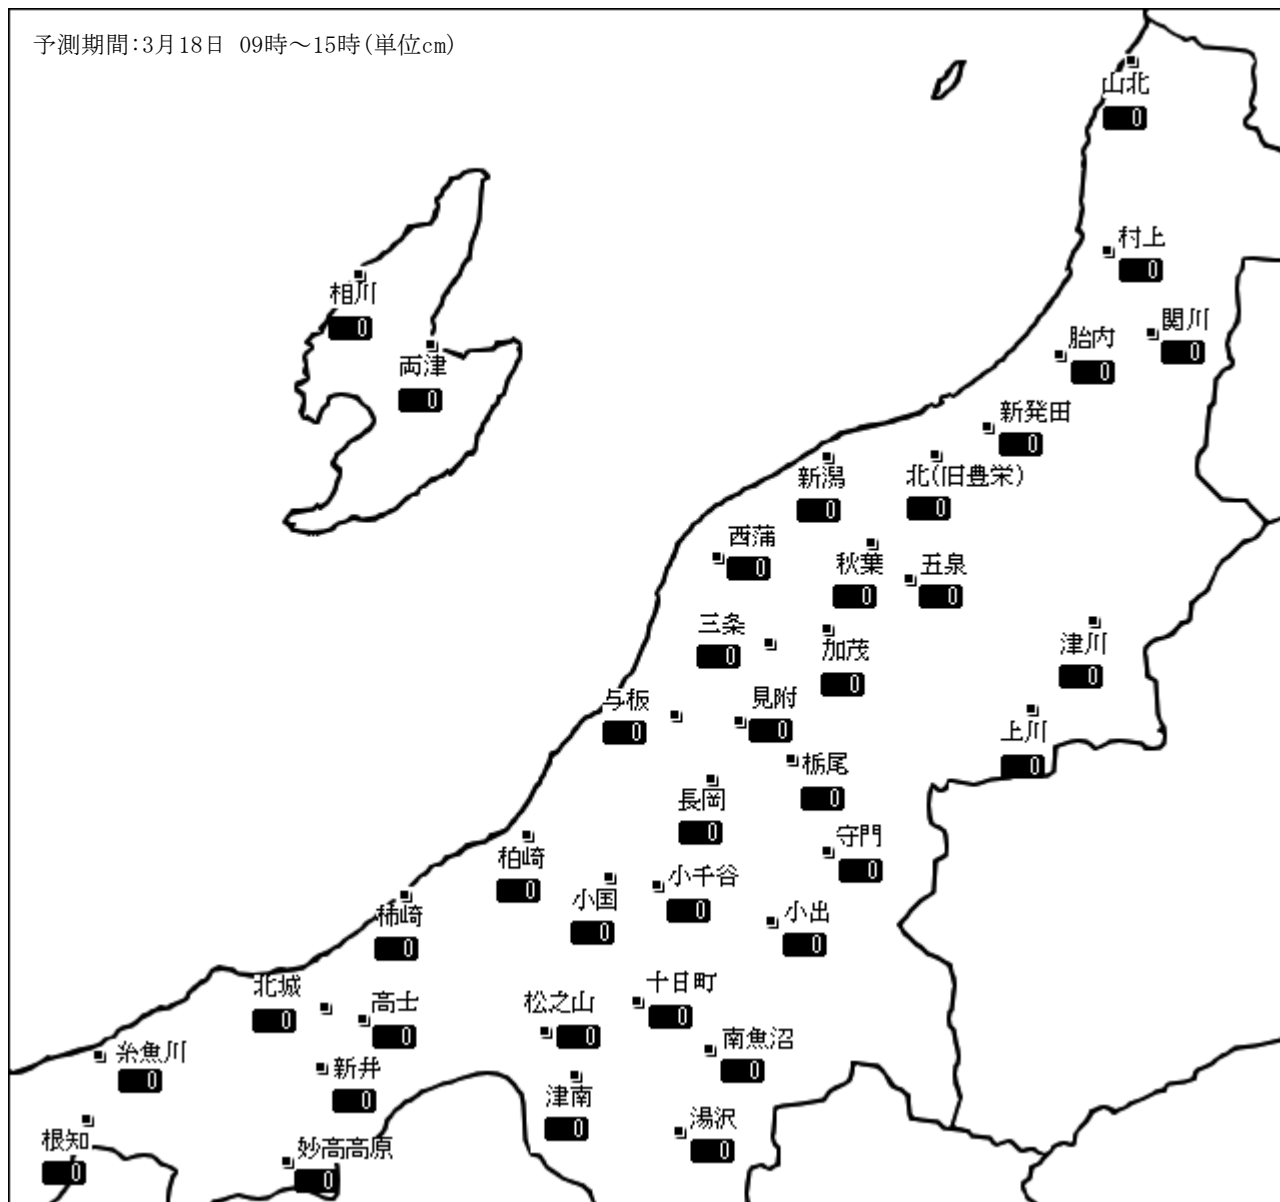 予測期間:3月18日 09時～15時(単位cm)
山北
0
村上
0
相川
0
関川
0
胎内
0
両津
0
新発田
0
新潟
0
北(旧豊栄)
0
西蒲
0
秋葉
0
五泉
0
三条
0
加茂
0
津川
0
与板
0
見附
0
上川
0
栃尾
0
長岡
0
守門
0
柏崎
0
小千谷
0
小国
0
小出
0
柿崎
0
北城
0
高士
0
松之山
0
十日町
0
南魚沼
0
糸魚川
0
新井
0
津南
0
湯沢
0
根知
0
妙高高原
0